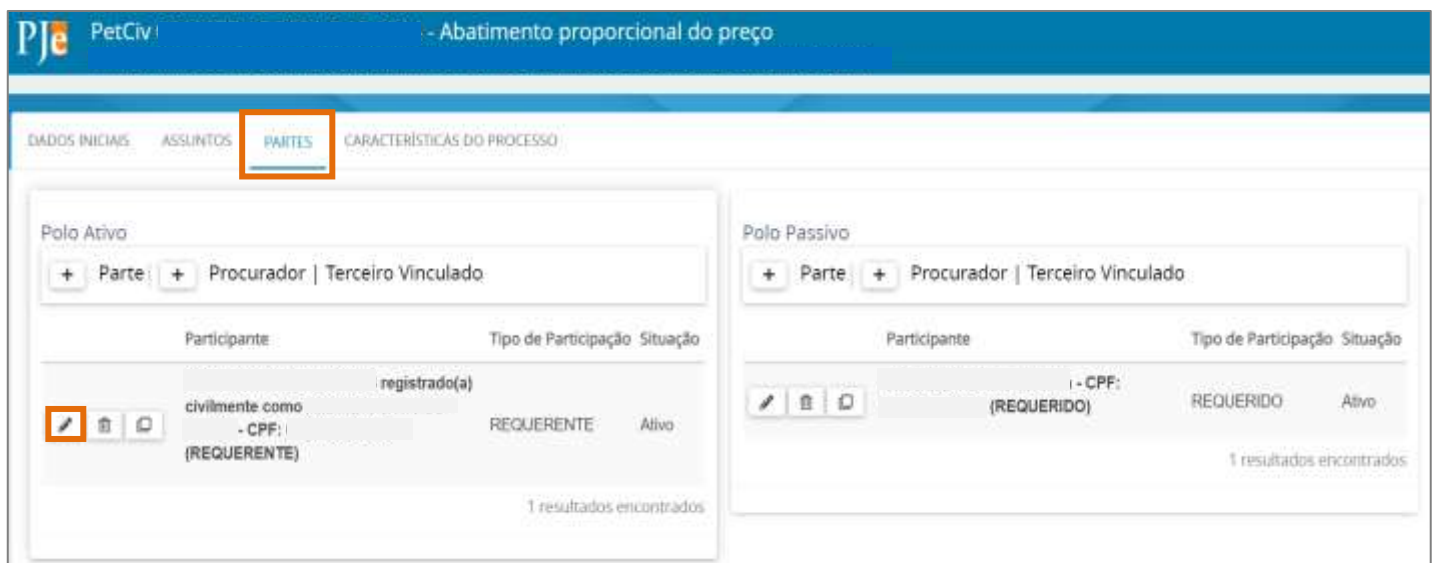 PJe PetCiv - Abatimento proporcional do preço
DADOS INICIAIS ASSUNTOS PARTES CARACTERÍSTICAS DO PROCESSO
Polo Ativo
+ Parte + Procurador | Terceiro Vinculado
Participante Tipo de Participação Situação
registrado(a)
civilmente como
- CPF:
(REQUERENTE)
REQUERENTE Ativo
1 resultados encontrados
Polo Passivo
+ Parte + Procurador | Terceiro Vinculado
Participante Tipo de Participação Situação
- CPF:
(REQUERIDO)
REQUERIDO Ativo
1 resultados encontrados